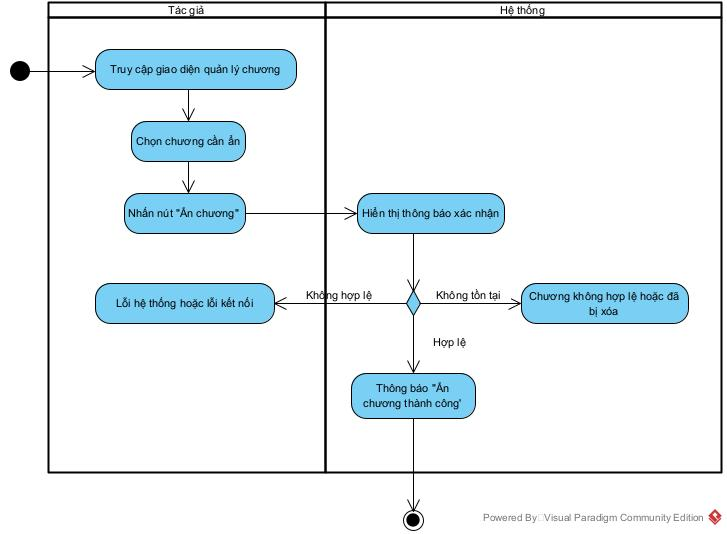 Tác giả
Hệ thống
Truy cập giao diện quản lý chương
Chọn chương cần ẩn
Nhấn nút "Ẩn chương"
Hiển thị thông báo xác nhận
Lỗi hệ thống hoặc lỗi kết nối
Không hợp lệ
Không tồn tại
Chương không hợp lệ hoặc đã
bị xóa
Hợp lệ
Thông báo "Ẩn
chương thành công'
Powered By□Visual Paradigm Community Edition